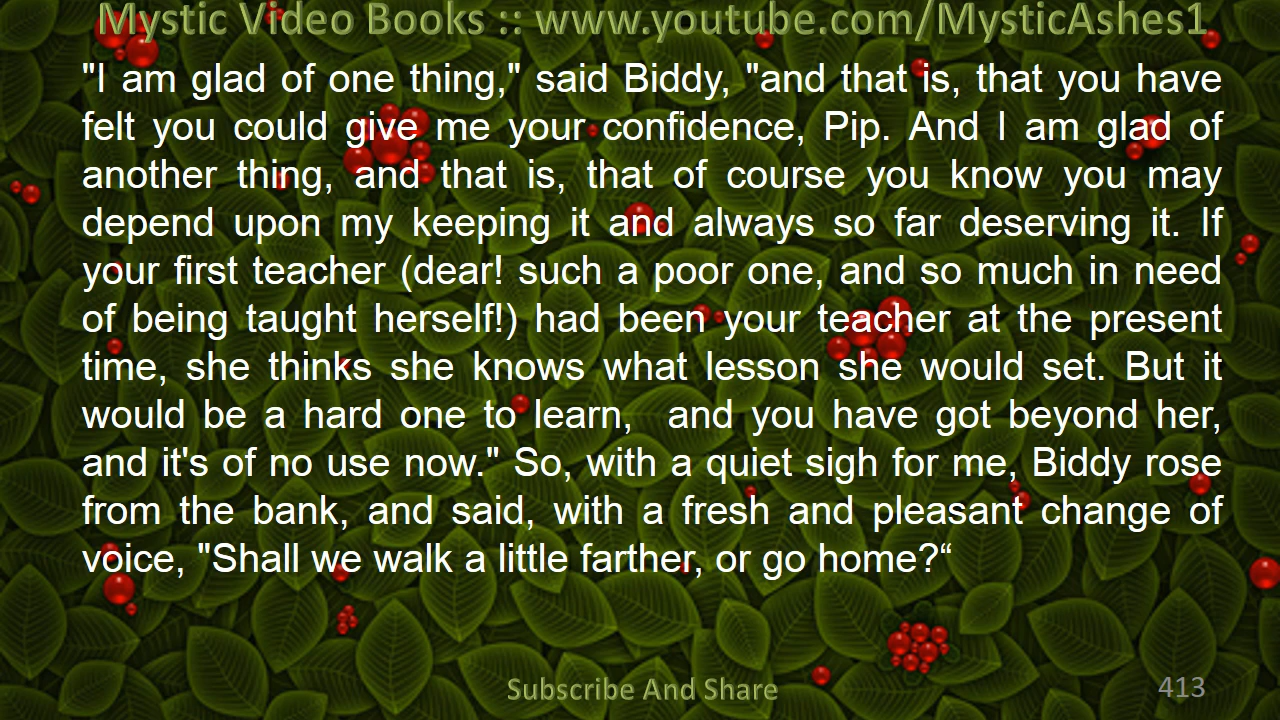 Mystic Video Books :: www.youtube.com/MysticAshes1
"I am glad of one thing," said Biddy, "and that is, that you have
felt you could give me your confidence, Pip. And I am glad of
another thing, and that is, that of course you know you may
depend upon my keeping it and always so far deserving it. If
your first teacher (dear! such a poor one, and so much in need
of being taught herself!) had been your teacher at the present
time, she thinks she knows what lesson she would set. But it
would be a hard one to learn,  and you have got beyond her,
and it's of no use now." So, with a quiet sigh for me, Biddy rose
from the bank, and said, with a fresh and pleasant change of
voice, "Shall we walk a little farther, or go home?“
Subscribe And Share
413